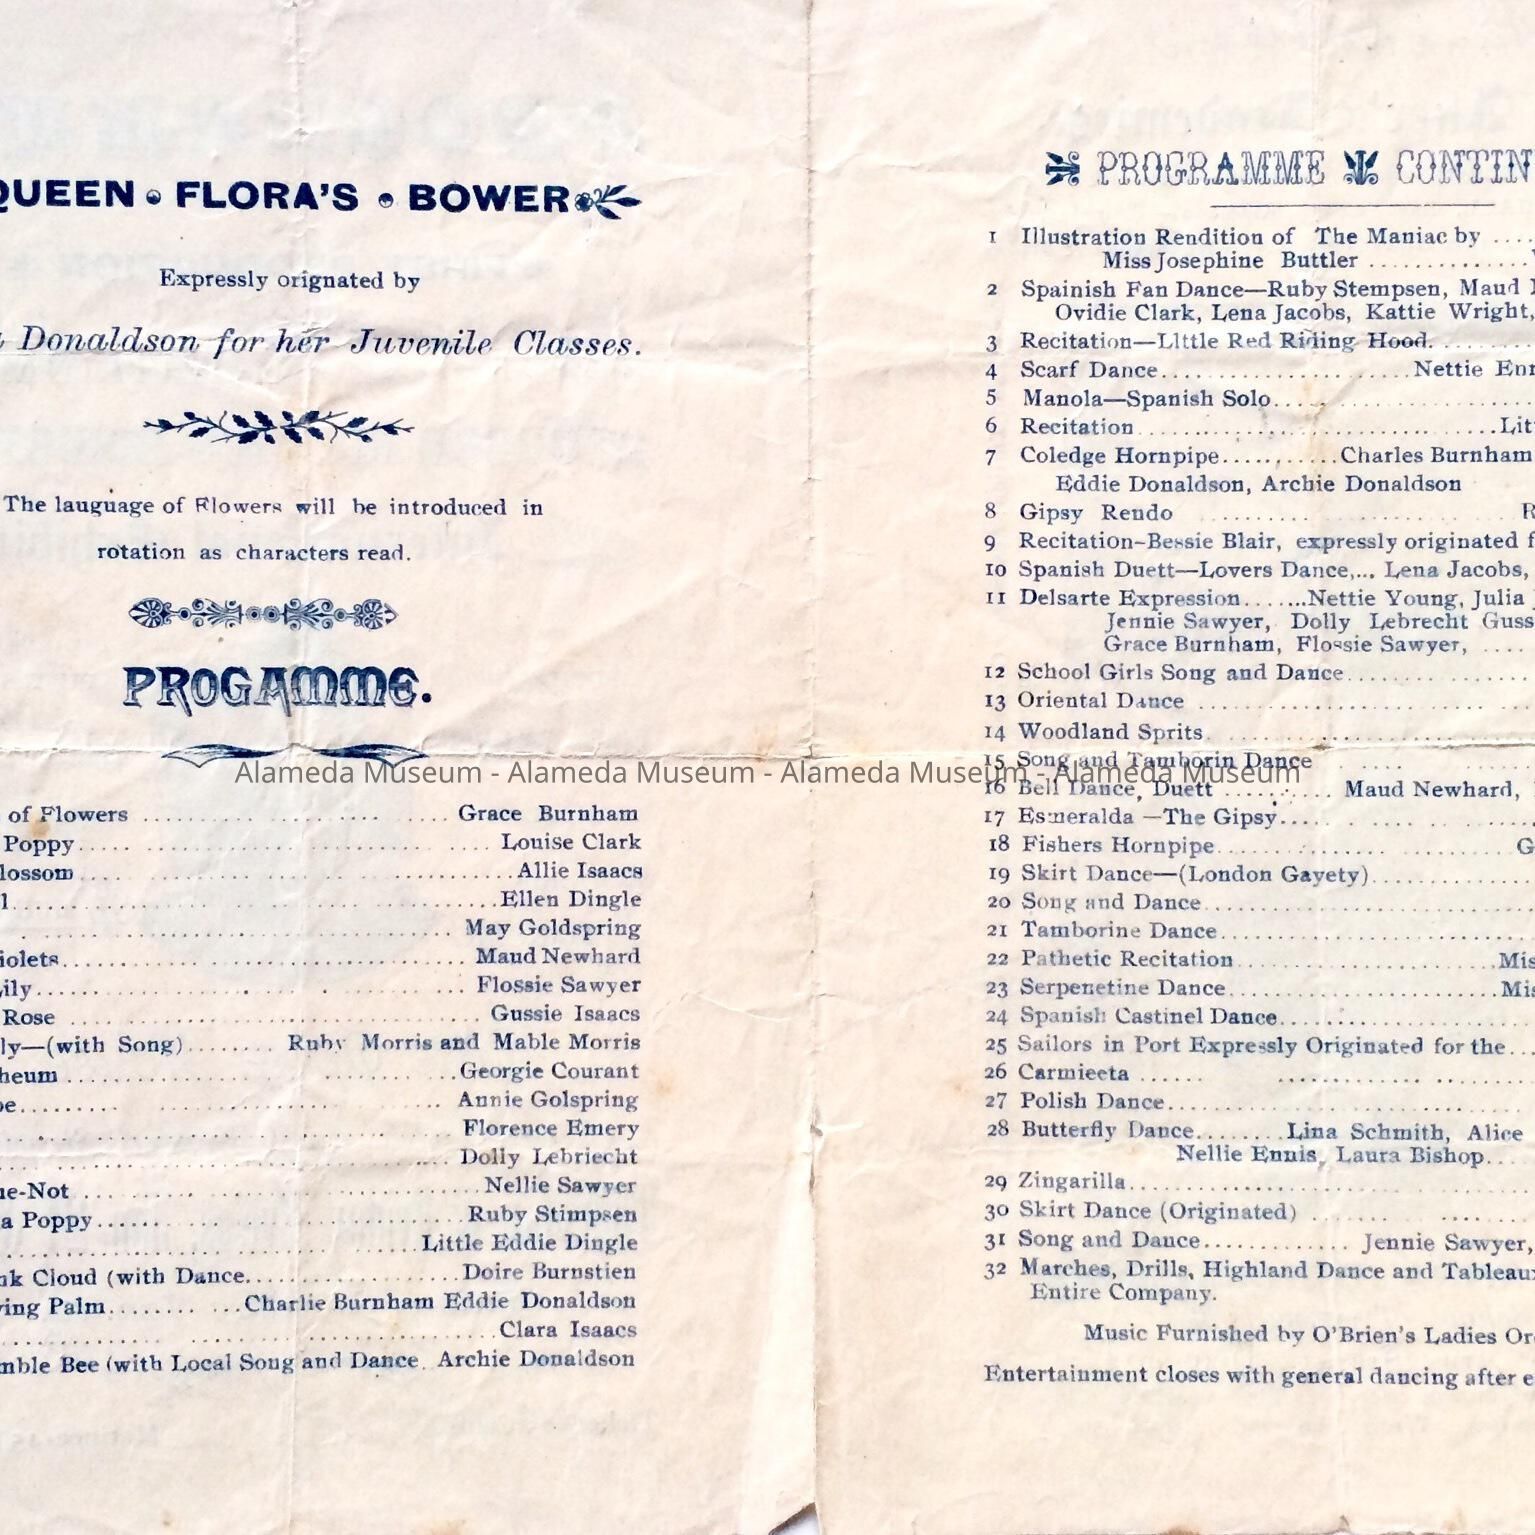 QUEEN • FLORA'S • BOWER
Expressly orignated by
Donaldson for her Juvenile Classes.
The lauguage of Flowers will be introduced in
rotation as characters read.
PROGAMME.
of Flowers .......... Grace Burnham
Poppy.......... Louise Clark
lossom.......... Allie Isaacs
l.......... Ellen Dingle
.......... May Goldspring
iolets.......... Maud Newhard
Lily.......... Flossie Sawyer
Rose .......... Gussie Isaacs
ly—(with Song)........ Ruby Morris and Mable Morris
heum .......... Georgie Courant
pe.......... Annie Golspring
.......... Florence Emery
.......... Dolly Lebriecht
me-Not .......... Nellie Sawyer
a Poppy.......... Ruby Stimpsen
.......... Little Eddie Dingle
nk Cloud (with Dance.......... Doire Burnstien
ving Palm.......... Charlie Burnham Eddie Donaldson
.......... Clara Isaacs
mble Bee (with Local Song and Dance. Archie Donaldson
PROGRAMME CONTIN
1 Illustration Rendition of The Maniac by ....
Miss Josephine Buttler ..............
2 Spainish Fan Dance—Ruby Stempsen, Maud
Ovidie Clark, Lena Jacobs, Kattie Wright,
3 Recitation—LIttle Red Riding Hood.........
4 Scarf Dance.......... Nettie Enn
5 Manola—Spanish Solo..........
6 Recitation.......... Lit
7 Coledge Hornpipe.......... Charles Burnham
Eddie Donaldson, Archie Donaldson
8 Gipsy Rendo .......... R
9 Recitation-Bessie Blair, expressly originated f
10 Spanish Duett—Lovers Dance,... Lena Jacobs,
11 Delsarte Expression.......Nettie Young, Julia J
Jennie Sawyer, Dolly Lebrecht Guss
Grace Burnham, Flossie Sawyer, ....
12 School Girls Song and Dance..........
13 Oriental Dance ..........
14 Woodland Sprits..........
15 Song and Tamborin Dance ....
Alameda Museum - Alameda Museum - Alameda Museum - Alameda Museum
16 Bell Dance, Duett .......... Maud Newhard,
17 Esmeralda —The Gipsy..........
18 Fishers Hornpipe.......... G
19 Skirt Dance—(London Gayety)..........
20 Song and Dance..........
21 Tamborine Dance..........
22 Pathetic Recitation.......... Mis
23 Serpenetine Dance.......... Mis
24 Spanish Castinel Dance..........
25 Sailors in Port Expressly Originated for the...
26 Carmieeta ..........
27 Polish Dance..........
28 Butterfly Dance........Lina Schmith, Alice
Nellie Ennis, Laura Bishop....
29 Zingarilla..........
30 Skirt Dance (Originated) ..........
31 Song and Dance............. Jennie Sawyer,
32 Marches, Drills, Highland Dance and Tableaux
Entire Company.
Music Furnished by O'Brien's Ladies Or
Entertainment closes with general dancing after e